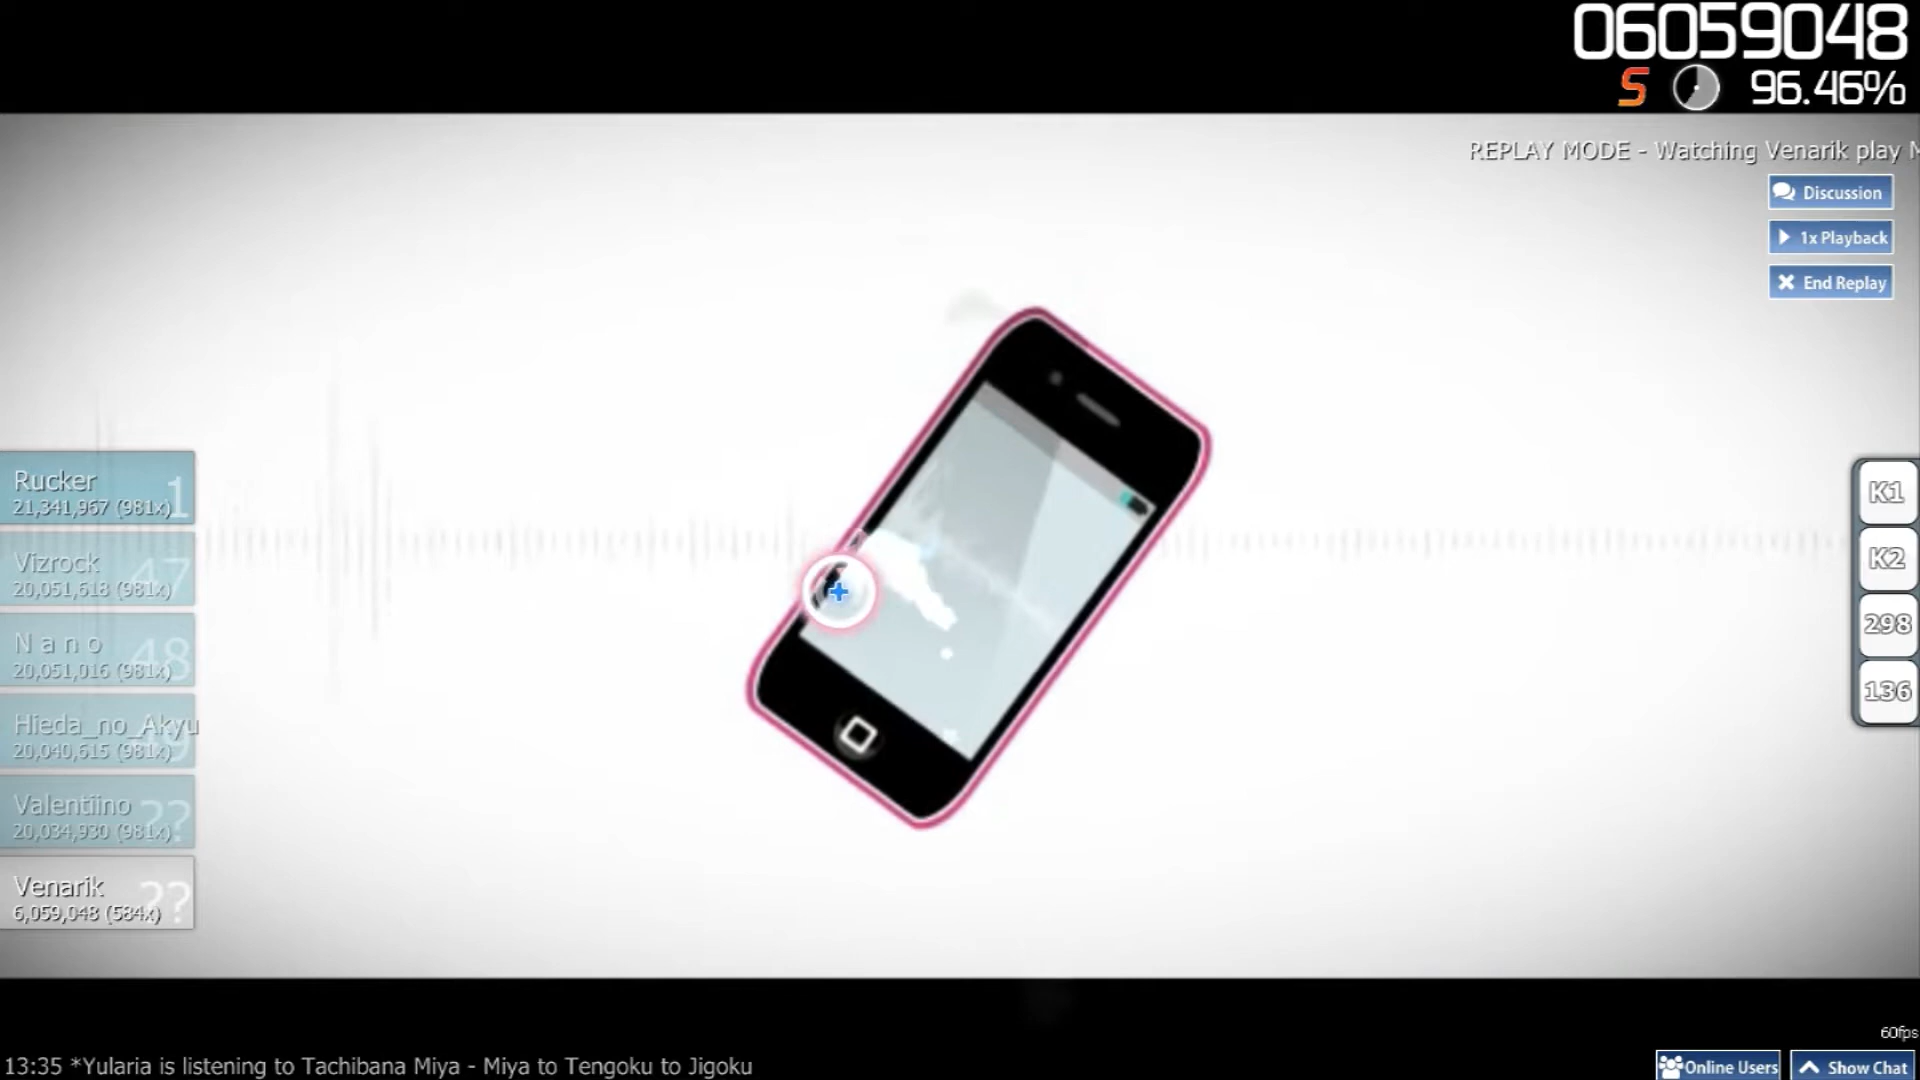 06059048
S 96.46%
REPLAY MODE - Watching Venarik play M
Discussion
1x Playback
End Replay
Rucker 1
21,341,967 (981x)
Vizrock 47
20,051,618 (981x)
N a n o 48
20,051,016 (981x)
Hieda_no_Akyu 49
20,040,615 (981x)
Valentiino ??
20,034,930 (981x)
Venarik ??
6,059,048 (584x)
K1
K2
298
136
60fps
13:35 *Yularia is listening to Tachibana Miya - Miya to Tengoku to Jigoku
Online Users
Show Chat